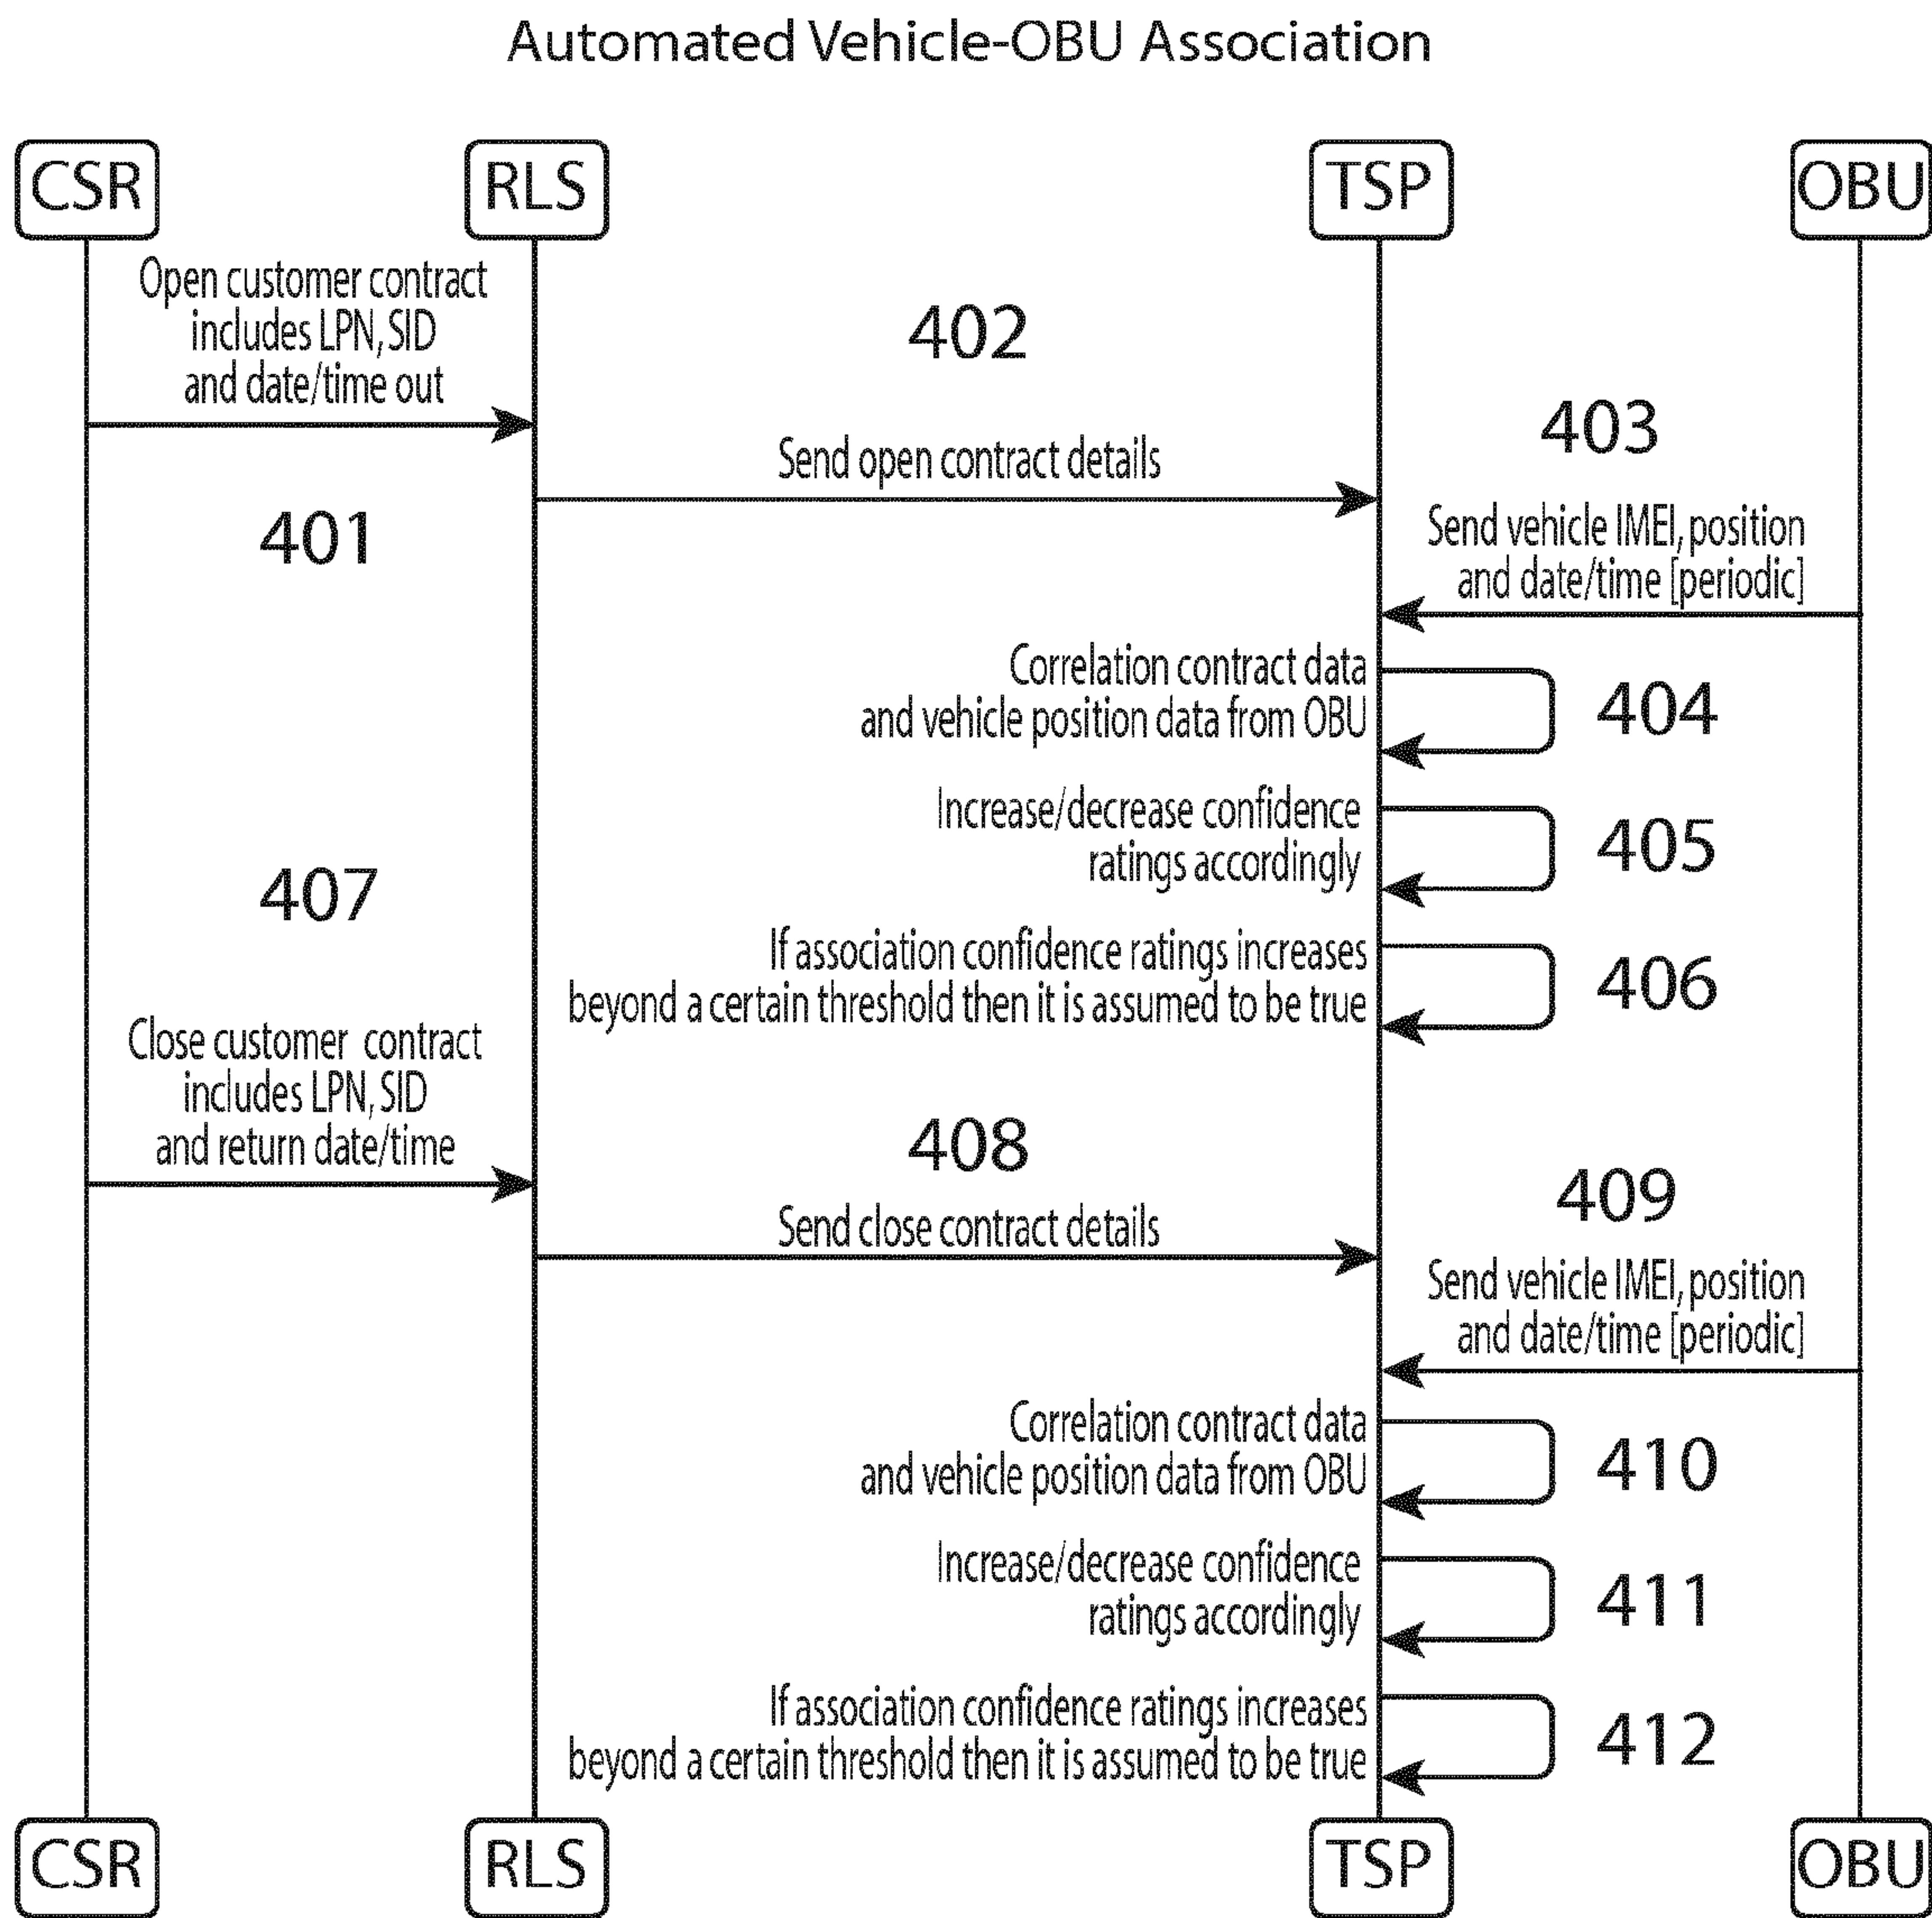 Automated Vehicle-OBU Association
CSR
RLS
TSP
OBU
Open customer contract
includes LPN, SID
and date/time out
401
402
Send open contract details
403
Send vehicle IMEI, position
and date/time [periodic]
Correlation contract data
and vehicle position data from OBU
404
Increase/decrease confidence
ratings accordingly
405
If association confidence ratings increases
beyond a certain threshold then it is assumed to be true
406
407
Close customer contract
includes LPN, SID
and return date/time
408
Send close contract details
409
Send vehicle IMEI, position
and date/time [periodic]
Correlation contract data
and vehicle position data from OBU
410
Increase/decrease confidence
ratings accordingly
411
If association confidence ratings increases
beyond a certain threshold then it is assumed to be true
412
CSR
RLS
TSP
OBU